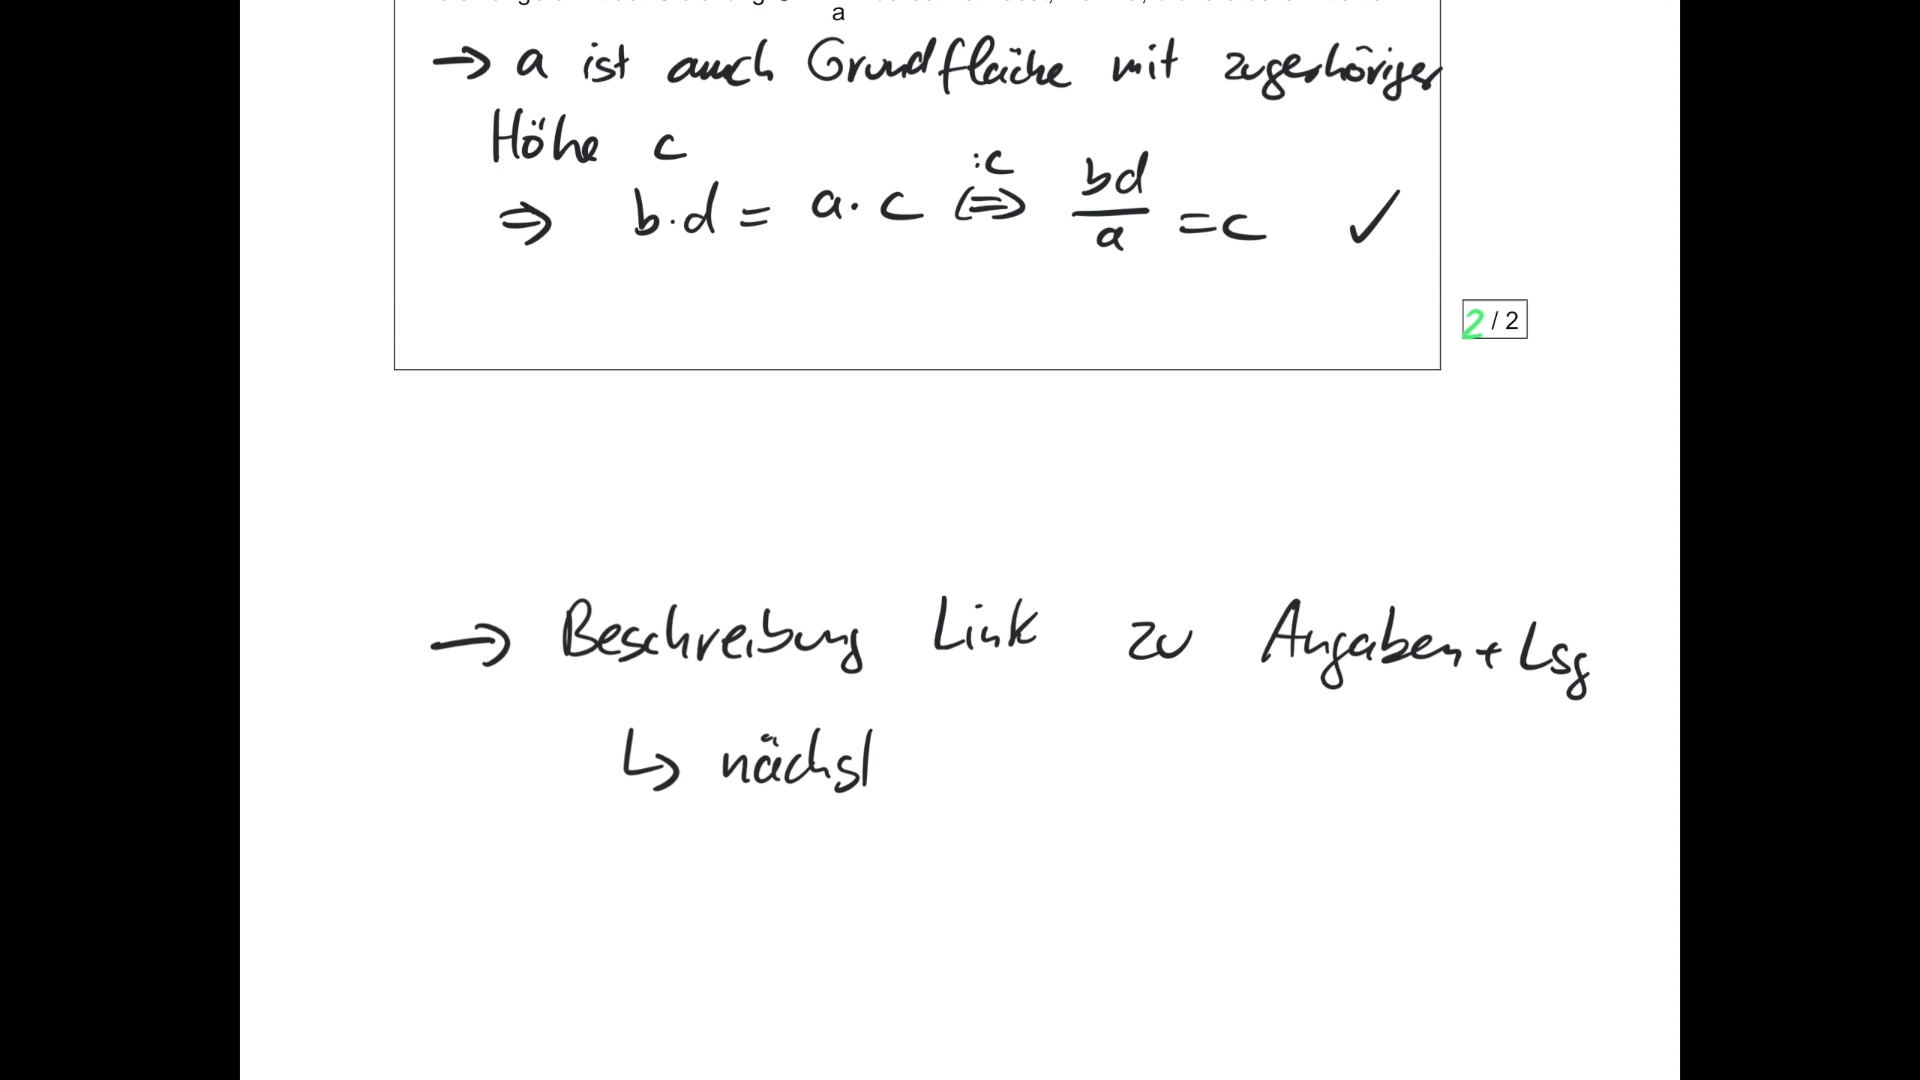 a
→ a ist auch Grundfläche mit zugehöriger
Höhe c
⇒ b·d = a·c :c ⇔ bd/a = c ✓
2 / 2
→ Beschreibung Link zu Angaben + Lsg
↳ nächst